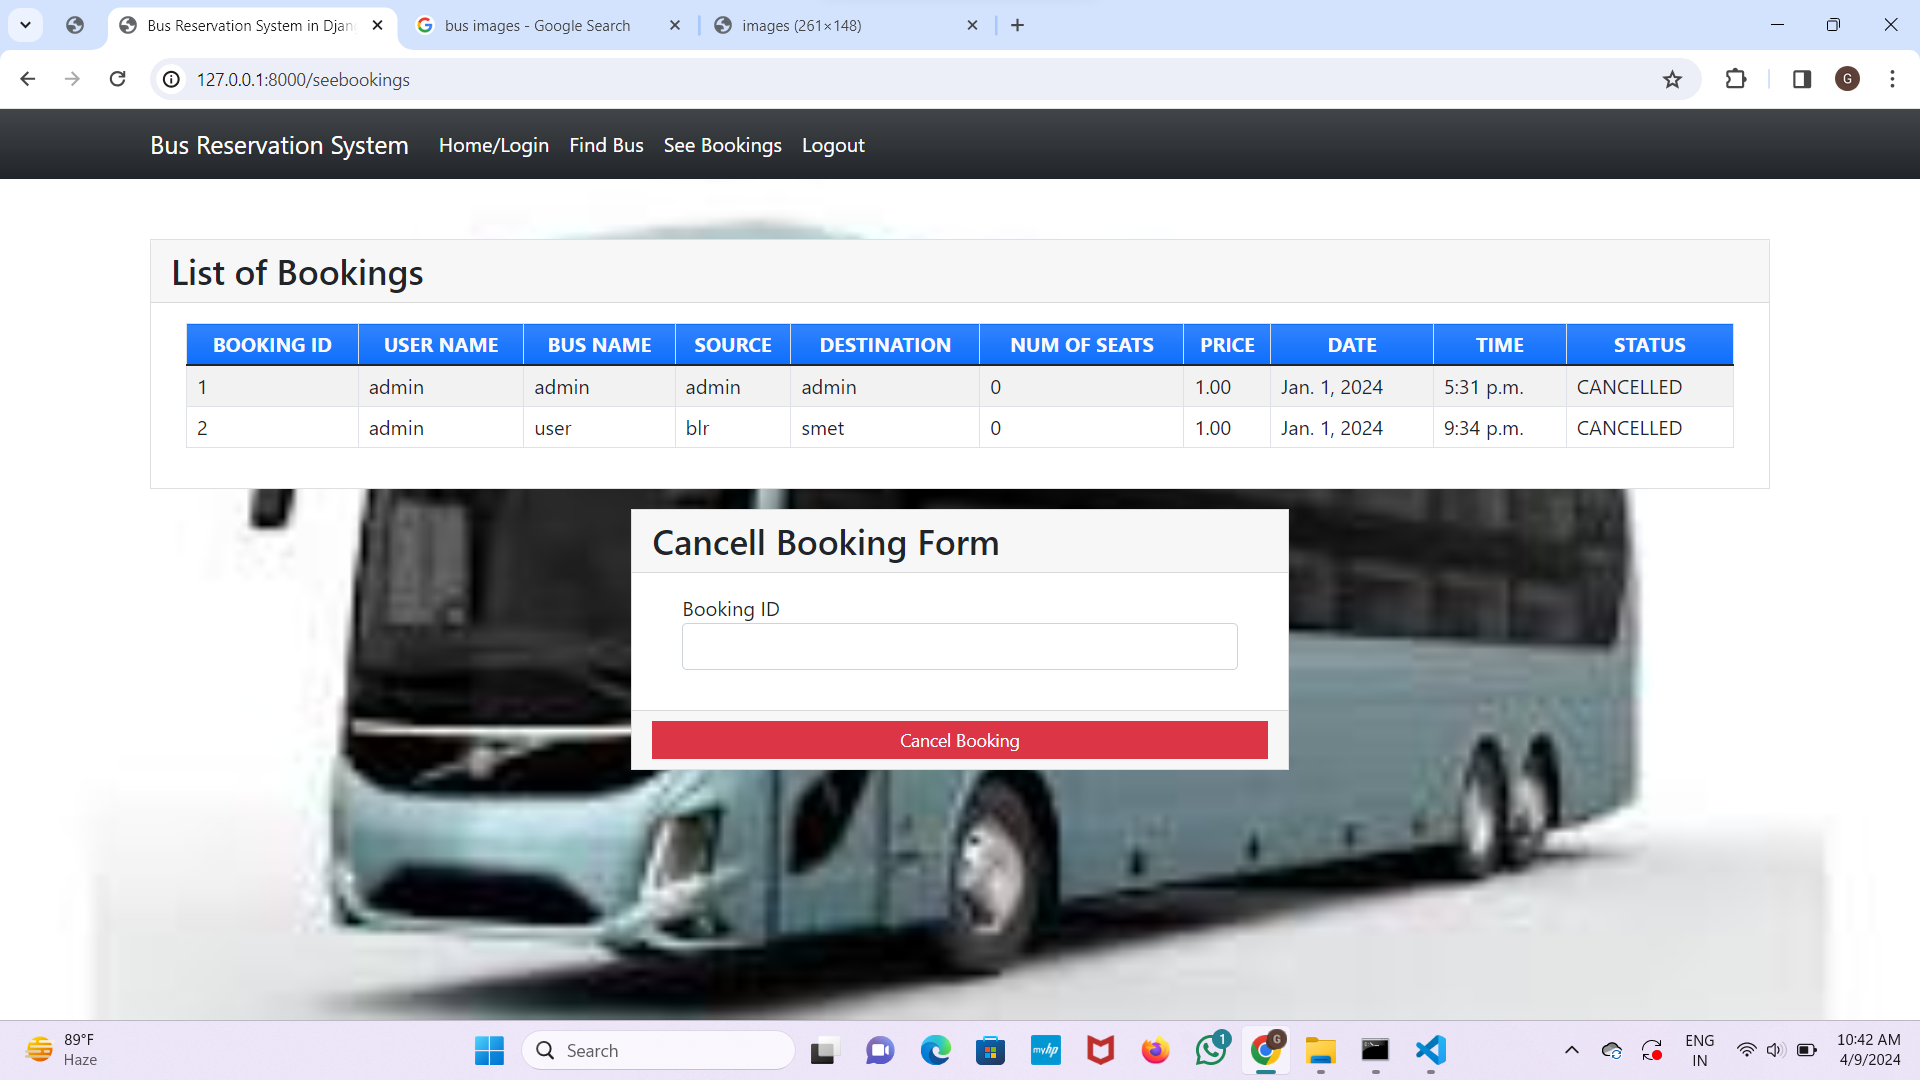 Bus Reservation System in Djan
bus images - Google Search
images (261×148)
127.0.0.1:8000/seebookings
G
Bus Reservation System Home/Login Find Bus See Bookings Logout
List of Bookings
BOOKING ID USER NAME BUS NAME SOURCE DESTINATION NUM OF SEATS PRICE DATE TIME STATUS
1 admin admin admin admin 0 1.00 Jan. 1, 2024 5:31 p.m. CANCELLED
2 admin user blr smet 0 1.00 Jan. 1, 2024 9:34 p.m. CANCELLED
Cancell Booking Form
Booking ID
Cancel Booking
89°F
Haze
Search
myhp
1
G
ENG
IN
10:42 AM
4/9/2024